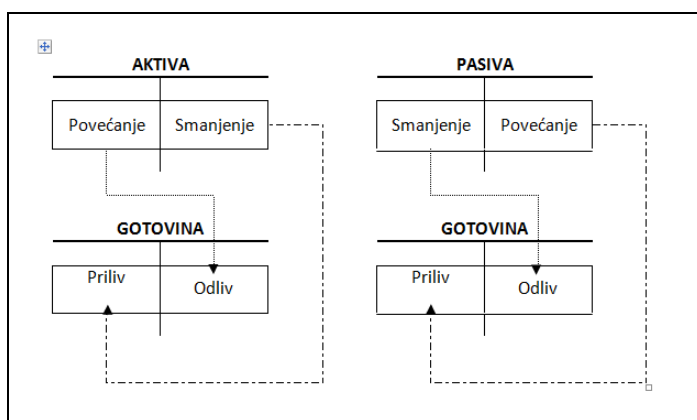 AKTIVA
Povećanje Smanjenje
GOTOVINA
Priliv Odliv
PASIVA
Smanjenje Povećanje
GOTOVINA
Priliv Odliv